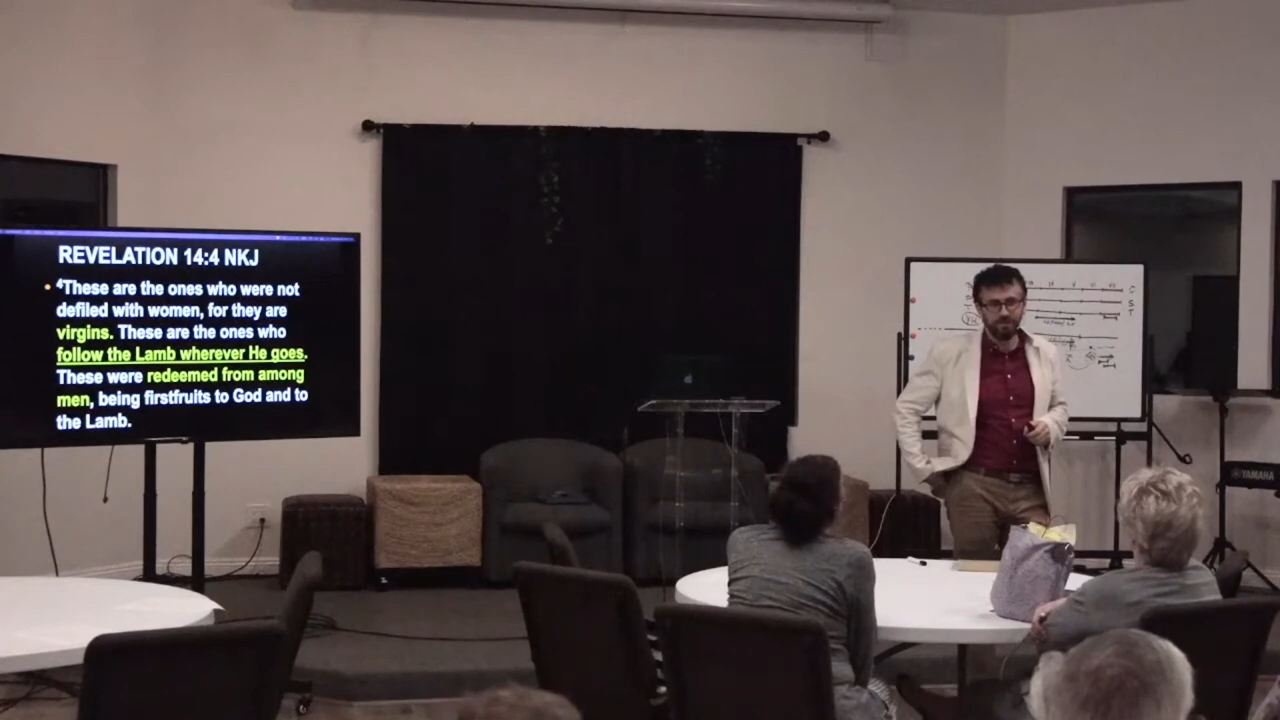 REVELATION 14:4 NKJ
• ⁴These are the ones who were not
defiled with women, for they are
virgins. These are the ones who
follow the Lamb wherever He goes.
These were redeemed from among
men, being firstfruits to God and to
the Lamb.
YAMAHA